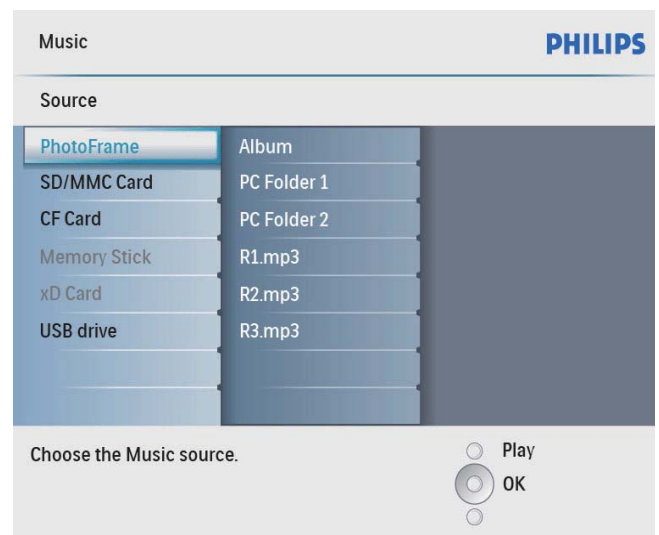 Music
PHILIPS
Source
PhotoFrame
SD/MMC Card
CF Card
Memory Stick
xD Card
USB drive
Album
PC Folder 1
PC Folder 2
R1.mp3
R2.mp3
R3.mp3
Choose the Music source.
Play
OK